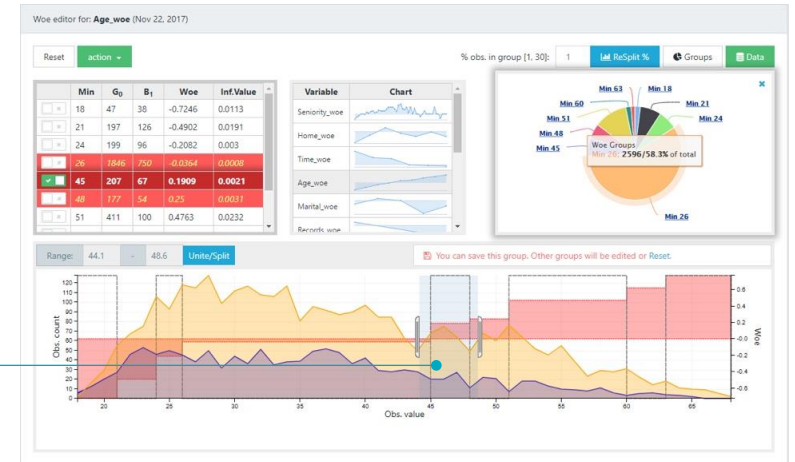 Woe editor for: Age_woe (Nov 22, 2017)
Reset action % obs. in group [1, 30]: 1 ReSplit % Groups Data
Min G0 B1 Woe Inf.Value
18 47 38 -0.7246 0.0113
21 197 126 -0.4902 0.0191
24 199 96 -0.2082 0.003
26 1846 750 -0.0364 0.0008
45 207 67 0.1909 0.0021
48 177 54 0.25 0.0031
51 411 100 0.4763 0.0232
Variable Chart
Seniority_woe
Home_woe
Time_woe
Age_woe
Marital_woe
Records_woe
Min 63 Min 18
Min 60 Min 21
Min 51 Min 24
Min 48
Min 45
Woe Groups
Min 26: 2596/58.3% of total
Min 26
Range: 44.1 - 48.6 Unite/Split
You can save this group. Other groups will be edited or Reset.
Obs. count
120
110
100
90
80
70
60
50
40
30
20
10
0
0.6
0.4
0.2
-0.0
-0.2
-0.4
-0.6
Woe
20 25 30 35 40 45 50 55 60 65
Obs. value